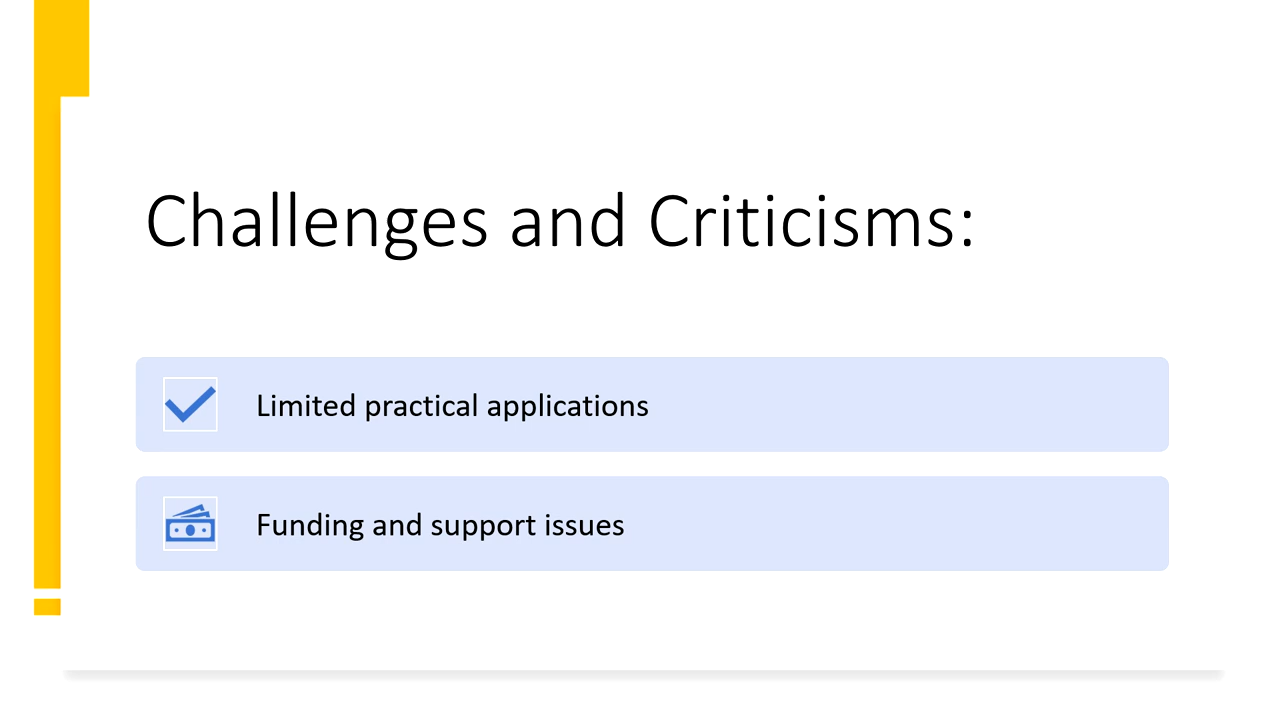 Challenges and Criticisms:
Limited practical applications
Funding and support issues